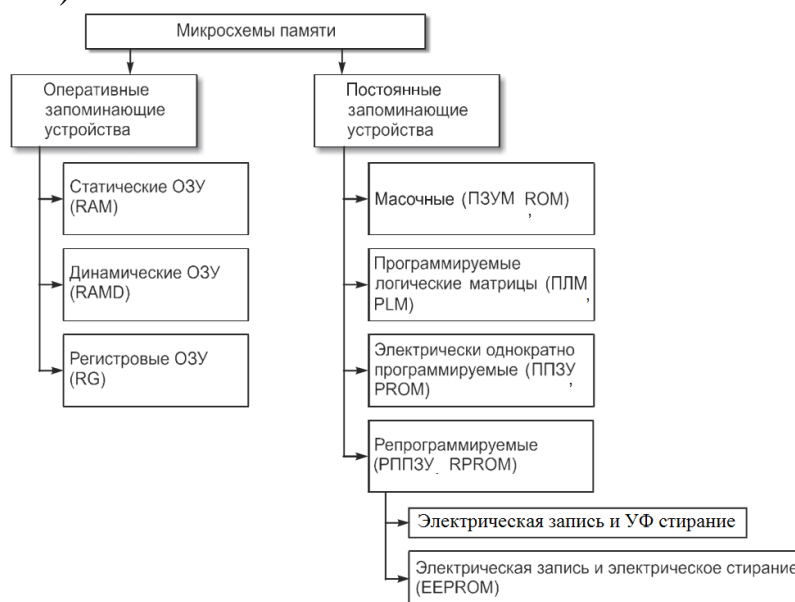 )
Микросхемы памяти
Оперативные
запоминающие
устройства
Статические ОЗУ
(RAM)
Динамические ОЗУ
(RAMD)
Регистровые ОЗУ
(RG)
Постоянные
запоминающие
устройства
Масочные (ПЗУМ ROM)
,
Программируемые
логические матрицы (ПЛМ
PLM) ,
Электрически однократно
программируемые (ППЗУ
PROM) ,
Репрограммируемые
(РППЗУ RPROM)
Электрическая запись и УФ стирание
Электрическая запись и электрическое стирание
(EEPROM)